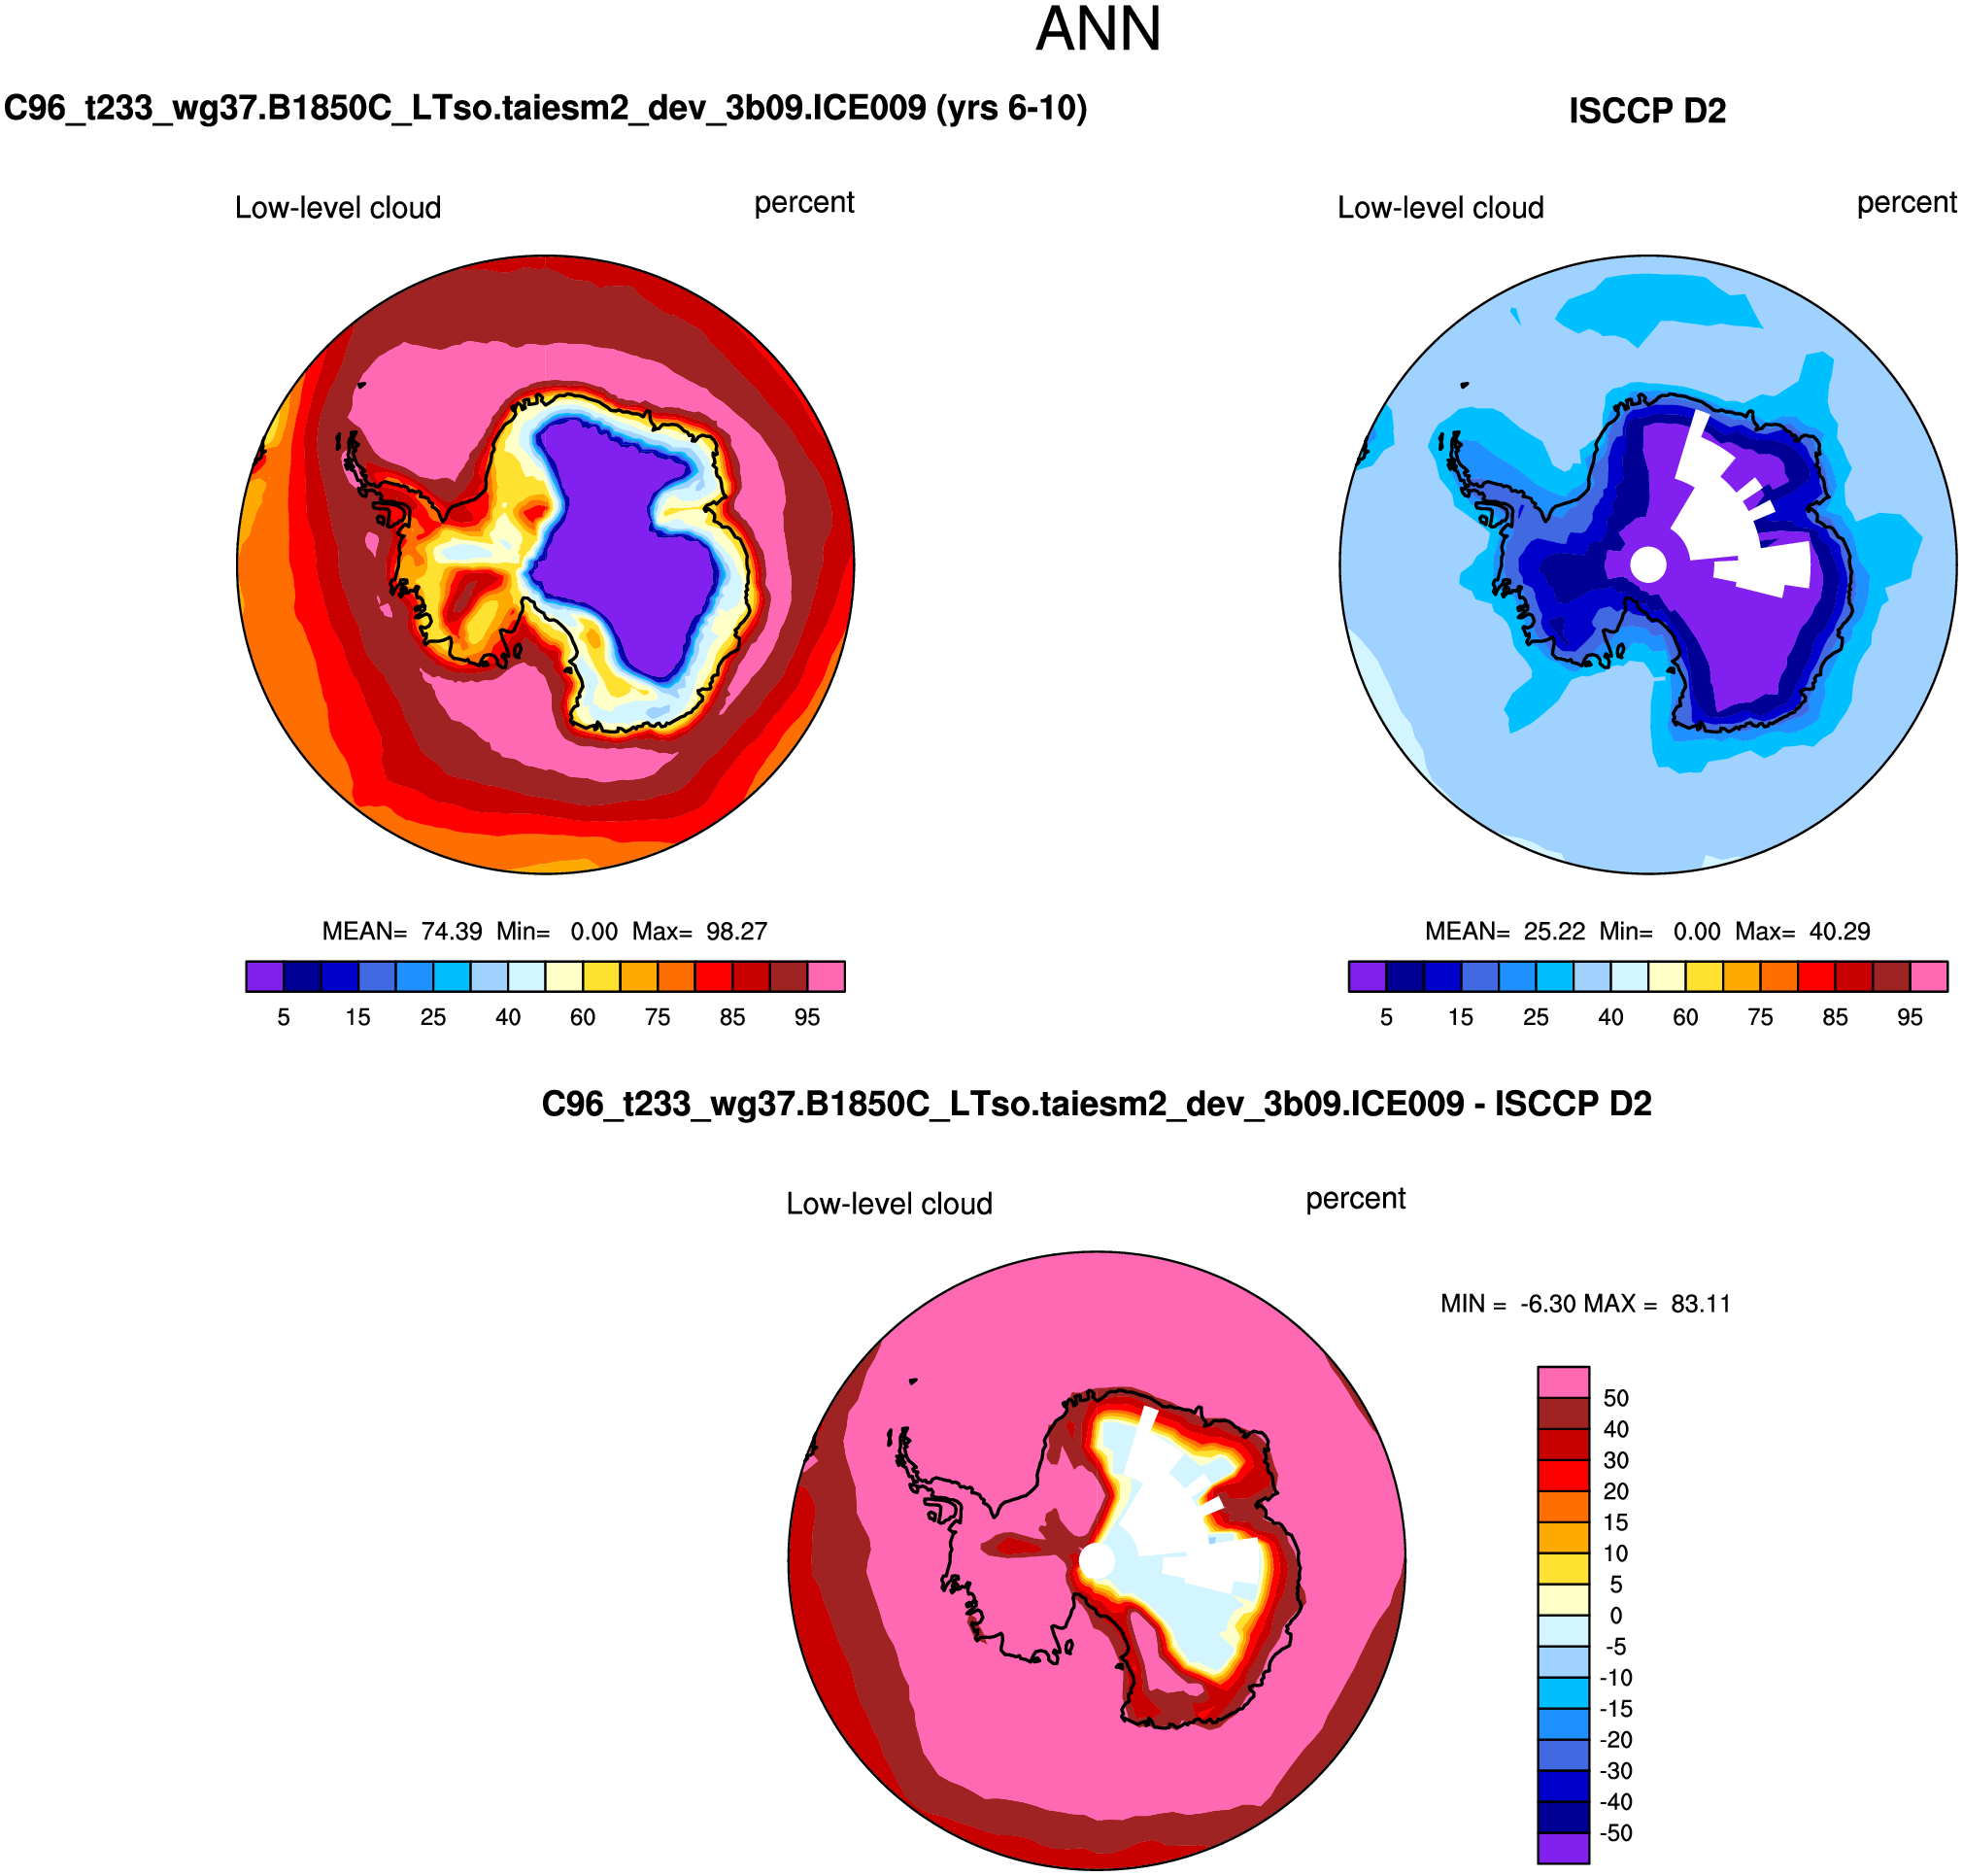 ANN
C96_t233_wg37.B1850C_LTso.taiesm2_dev_3b09.ICE009 (yrs 6-10)
ISCCP D2
Low-level cloud percent
Low-level cloud percent
MEAN= 74.39 Min= 0.00 Max= 98.27
MEAN= 25.22 Min= 0.00 Max= 40.29
5 15 25 40 60 75 85 95
5 15 25 40 60 75 85 95
C96_t233_wg37.B1850C_LTso.taiesm2_dev_3b09.ICE009 - ISCCP D2
Low-level cloud percent
MIN = -6.30 MAX = 83.11
50
40
30
20
15
10
5
0
-5
-10
-15
-20
-30
-40
-50